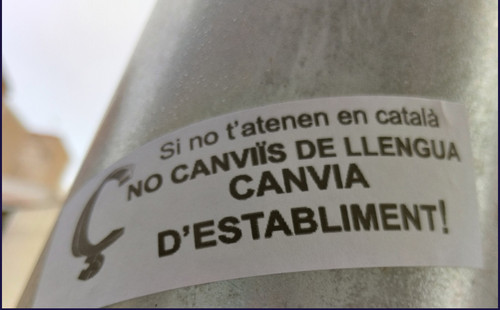 Si no t'atenen en català
NO CANVIÏS DE LLENGUA
CANVIA
D'ESTABLIMENT!
Ç